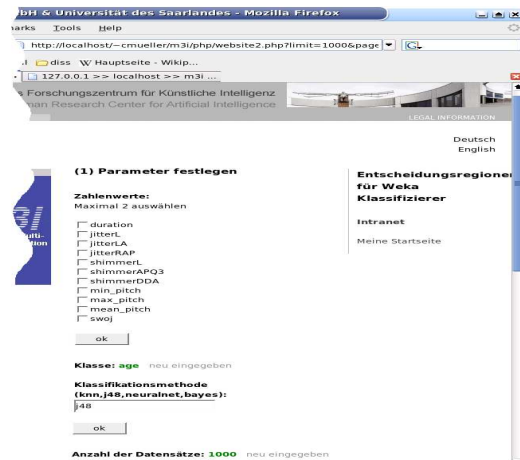 bH & Universität des Saarlandes - Mozilla Firefox
arks Tools Help
http://localhost/~cmueller/m3i/php/website2.php?limit=1000&page
diss W Hauptseite - Wikip...
127.0.0.1 >> localhost >> m3i ...
Forschungszentrum für Künstliche Intelligenz
man Research Center for Artificial Intelligence
LEGAL INFORMATION
Deutsch
English
(1) Parameter festlegen
Zahlenwerte:
Maximal 2 auswählen
duration
jitterL
jitterLA
jitterRAP
shimmerL
shimmerAPQ3
shimmerDDA
min_pitch
max_pitch
mean_pitch
swoj
ok
Klasse: age neu eingegeben
Klassifikationsmethode
(knn,j48,neuralnet,bayes):
j48
ok
Anzahl der Datensätze: 1000 neu eingegeben
Entscheidungsregione
für Weka
Klassifizierer
Intranet
Meine Startseite